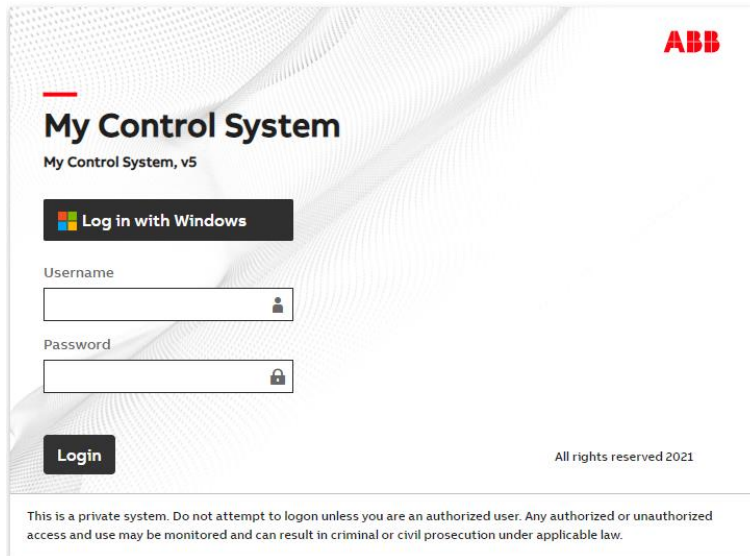 ABB
My Control System
My Control System, v5
Log in with Windows
Username
Password
Login
All rights reserved 2021
This is a private system. Do not attempt to logon unless you are an authorized user. Any authorized or unauthorized
access and use may be monitored and can result in criminal or civil prosecution under applicable law.